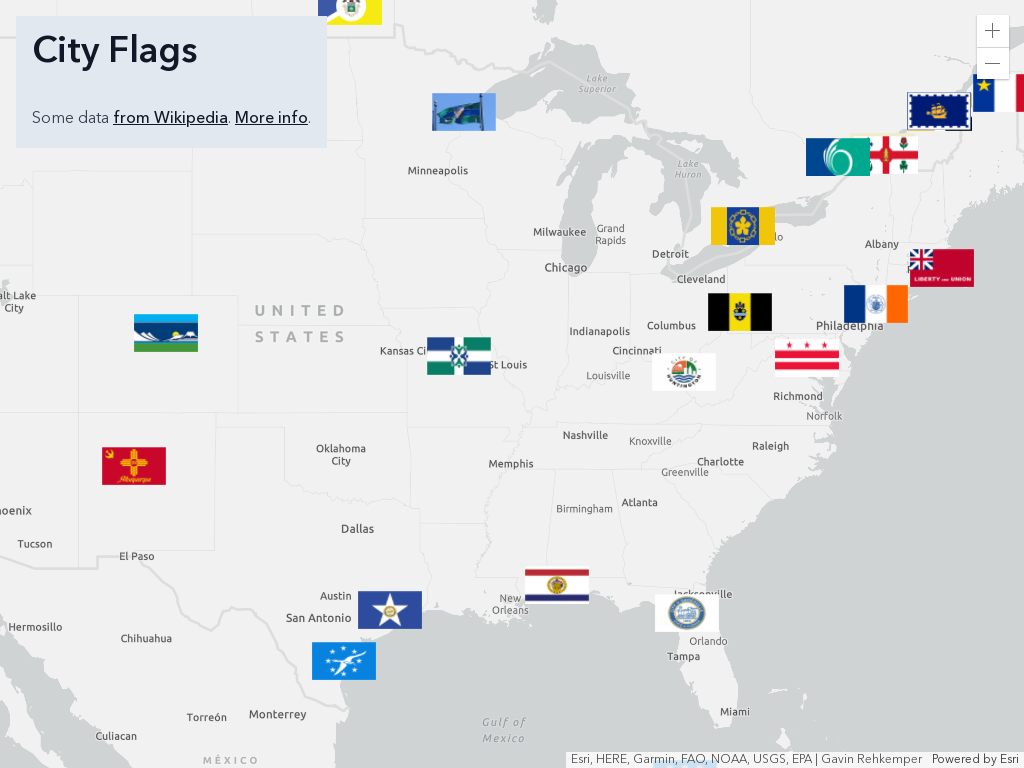 City Flags
Some data from Wikipedia. More info.
+
−
Lake
Superior
Minneapolis
Lake
Huron
Milwaukee
Grand
Rapids
Detroit
lo
Albany
Chicago
Cleveland
LIBERTY AND UNION
alt Lake
City
UNITED
STATES
Indianapolis
Columbus
Philadelphia
Kansas Ci
St Louis
Cincinnati
CITY OF
HUNTINGTON
Louisville
Richmond
Norfolk
Nashville
Knoxville
Raleigh
Oklahoma
City
Memphis
Charlotte
Greenville
Albuquerque
Birmingham
Atlanta
oenix
Dallas
Tucson
El Paso
Austin
New
Orleans
Jacksonville
San Antonio
Hermosillo
Chihuahua
Orlando
Tampa
Torreón
Monterrey
Miami
Culiacan
Gulf of
Mexico
MÉXICO
Esri, HERE, Garmin, FAO, NOAA, USGS, EPA | Gavin Rehkemper Powered by Esri